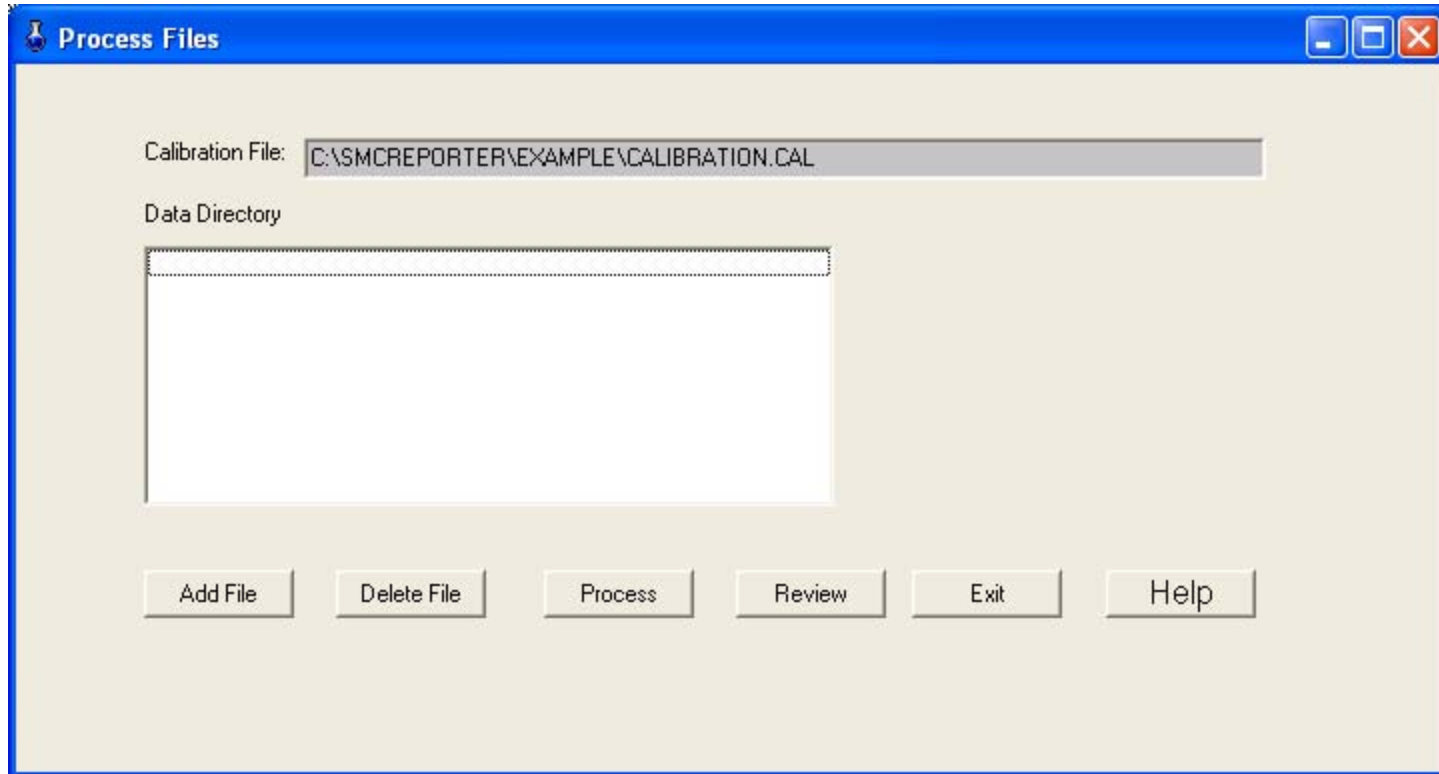 Process Files
Calibration File: C:\SMCREPORTER\EXAMPLE\CALIBRATION.CAL
Data Directory
Add File Delete File Process Review Exit Help